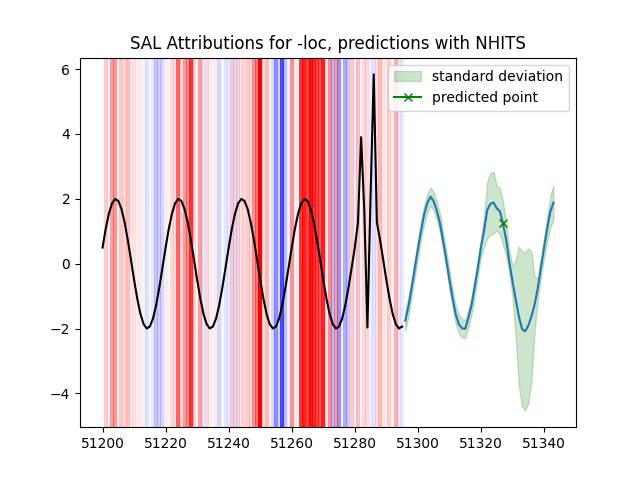 SAL Attributions for -loc, predictions with NHITS
standard deviation
predicted point
6
4
2
0
−2
−4
51200 51220 51240 51260 51280 51300 51320 51340